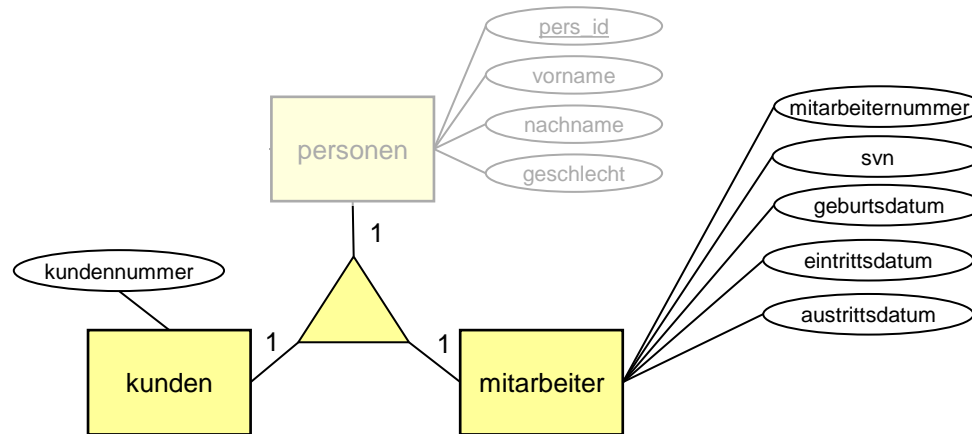 pers_id
vorname
nachname
geschlecht
personen
1
mitarbeiternummer
svn
geburtsdatum
eintrittsdatum
austrittsdatum
kundennummer
1
1
kunden
mitarbeiter